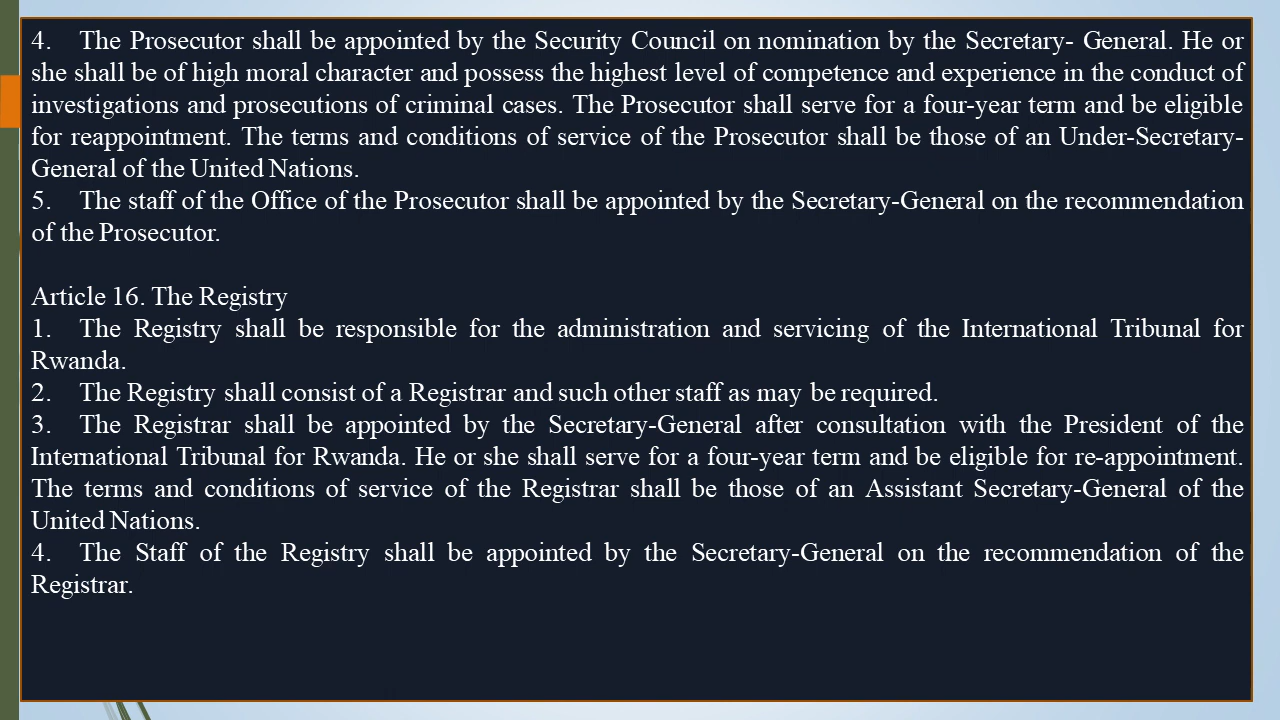 4. The Prosecutor shall be appointed by the Security Council on nomination by the Secretary- General. He or
she shall be of high moral character and possess the highest level of competence and experience in the conduct of
investigations and prosecutions of criminal cases. The Prosecutor shall serve for a four-year term and be eligible
for reappointment. The terms and conditions of service of the Prosecutor shall be those of an Under-Secretary-
General of the United Nations.
5. The staff of the Office of the Prosecutor shall be appointed by the Secretary-General on the recommendation
of the Prosecutor.
Article 16. The Registry
1. The Registry shall be responsible for the administration and servicing of the International Tribunal for
Rwanda.
2. The Registry shall consist of a Registrar and such other staff as may be required.
3. The Registrar shall be appointed by the Secretary-General after consultation with the President of the
International Tribunal for Rwanda. He or she shall serve for a four-year term and be eligible for re-appointment.
The terms and conditions of service of the Registrar shall be those of an Assistant Secretary-General of the
United Nations.
4. The Staff of the Registry shall be appointed by the Secretary-General on the recommendation of the
Registrar.